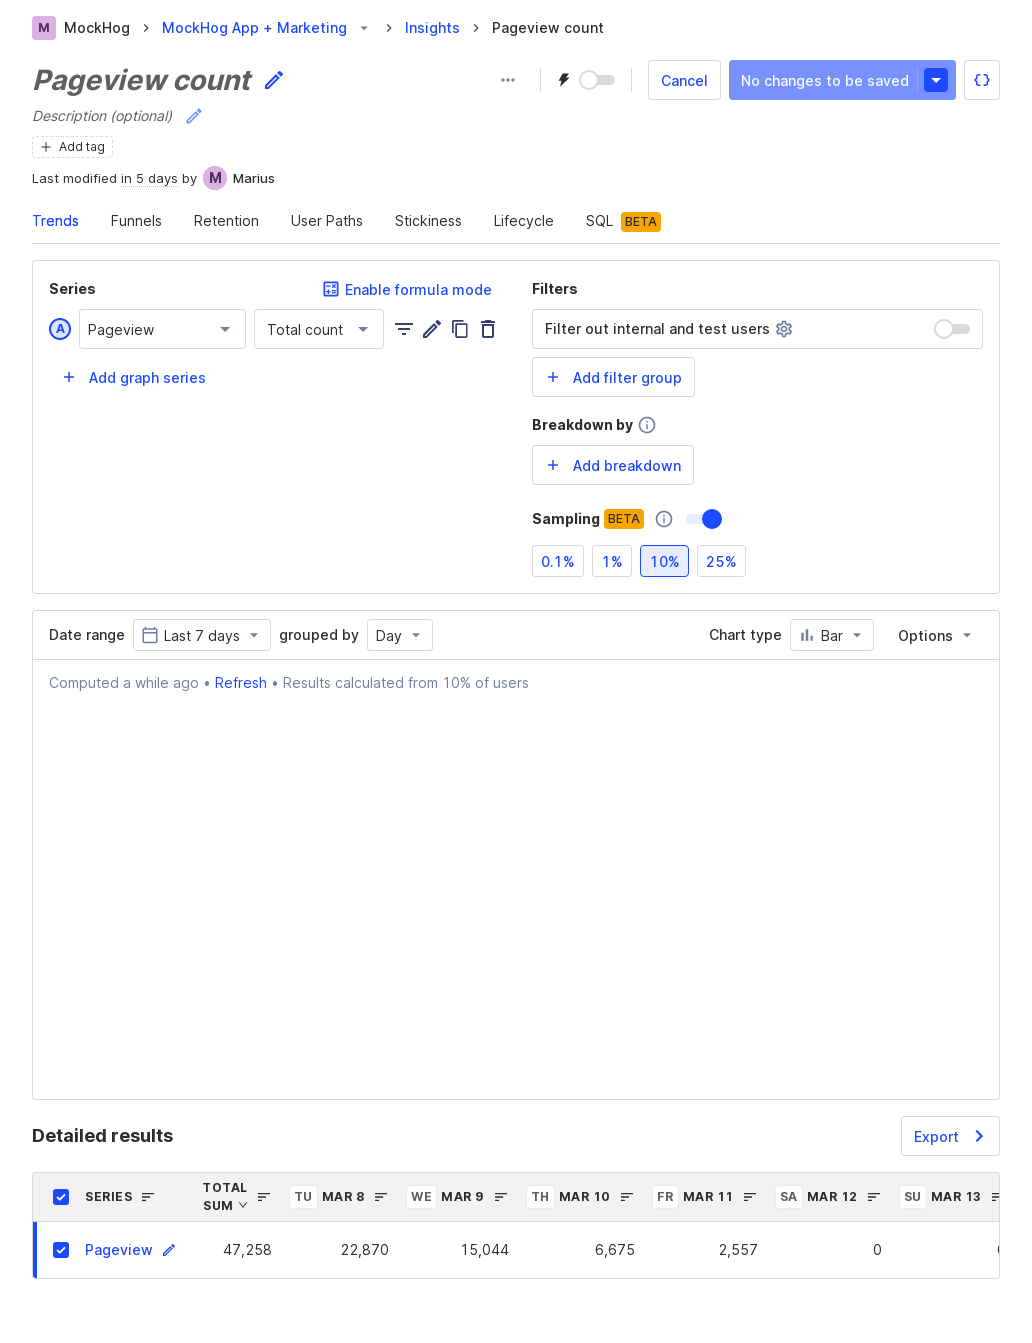 M MockHog MockHog App + Marketing Insights Pageview count
Pageview count
Cancel No changes to be saved
Description (optional)
Add tag
Last modified in 5 days by M Marius
Trends Funnels Retention User Paths Stickiness Lifecycle SQL BETA
Series Enable formula mode
A Pageview Total count
Add graph series
Filters
Filter out internal and test users
Add filter group
Breakdown by
Add breakdown
Sampling BETA
0.1% 1% 10% 25%
Date range Last 7 days grouped by Day Chart type Bar Options
Computed a while ago • Refresh • Results calculated from 10% of users
Detailed results Export
SERIES TOTAL SUM TU MAR 8 WE MAR 9 TH MAR 10 FR MAR 11 SA MAR 12 SU MAR 13
Pageview 47,258 22,870 15,044 6,675 2,557 0